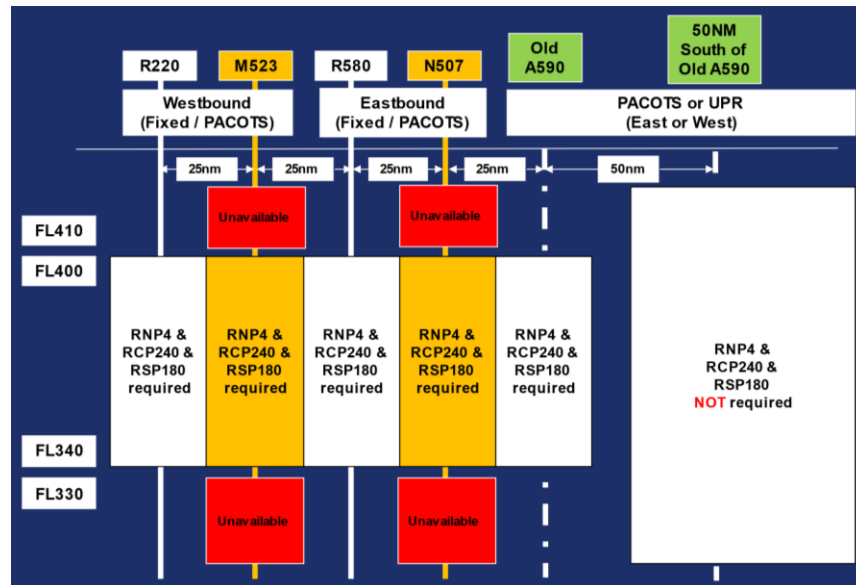 R220
M523
R580
N507
Old
A590
50NM
South of
Old A590
Westbound
(Fixed / PACOTS)
Eastbound
(Fixed / PACOTS)
PACOTS or UPR
(East or West)
25nm
25nm
25nm
25nm
50nm
Unavailable
Unavailable
FL410
FL400
RNP4 &
RCP240 &
RSP180
required
RNP4 &
RCP240 &
RSP180
required
RNP4 &
RCP240 &
RSP180
required
RNP4 &
RCP240 &
RSP180
required
RNP4 &
RCP240 &
RSP180
required
RNP4 &
RCP240 &
RSP180
NOT required
FL340
FL330
Unavailable
Unavailable